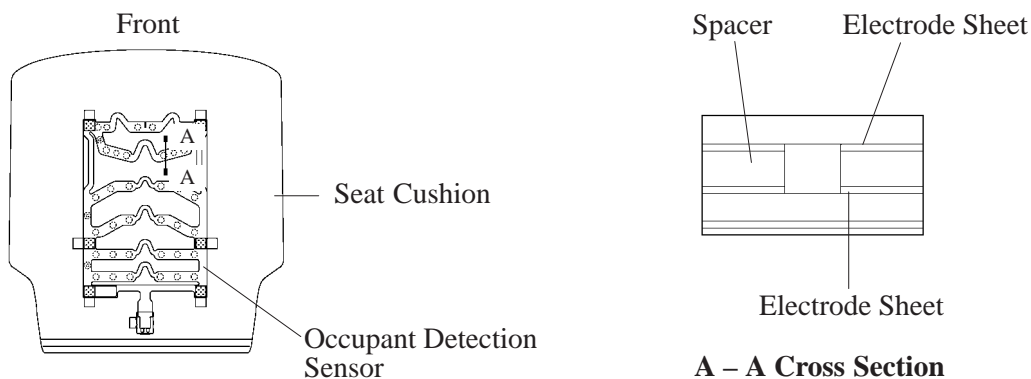 Front
A
A
Seat Cushion
Occupant Detection
Sensor
Spacer
Electrode Sheet
Electrode Sheet
A – A Cross Section